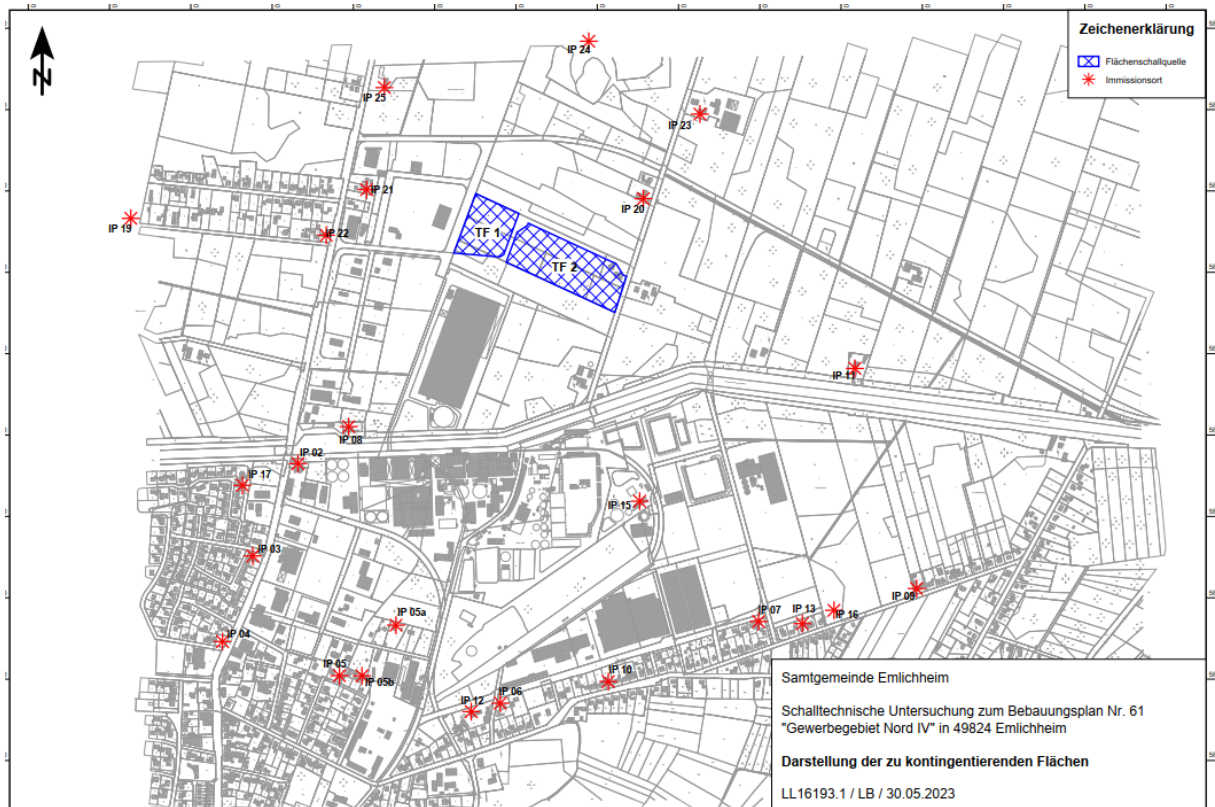 Zeichenerklärung
Flächenschallquelle
Immissionsort
N
IP 24
IP 25
IP 23
IP 21
IP 20
IP 19
IP 22
TF 1
TF 2
IP 11
IP 08
IP 02
IP 17
IP 15
IP 03
IP 09
IP 05a
IP 07
IP 13
IP 16
IP 04
IP 05
IP 05b
IP 10
IP 12
IP 06
Samtgemeinde Emlichheim
Schalltechnische Untersuchung zum Bebauungsplan Nr. 61
"Gewerbegebiet Nord IV" in 49824 Emlichheim
Darstellung der zu kontingentierenden Flächen
LL16193.1 / LB / 30.05.2023